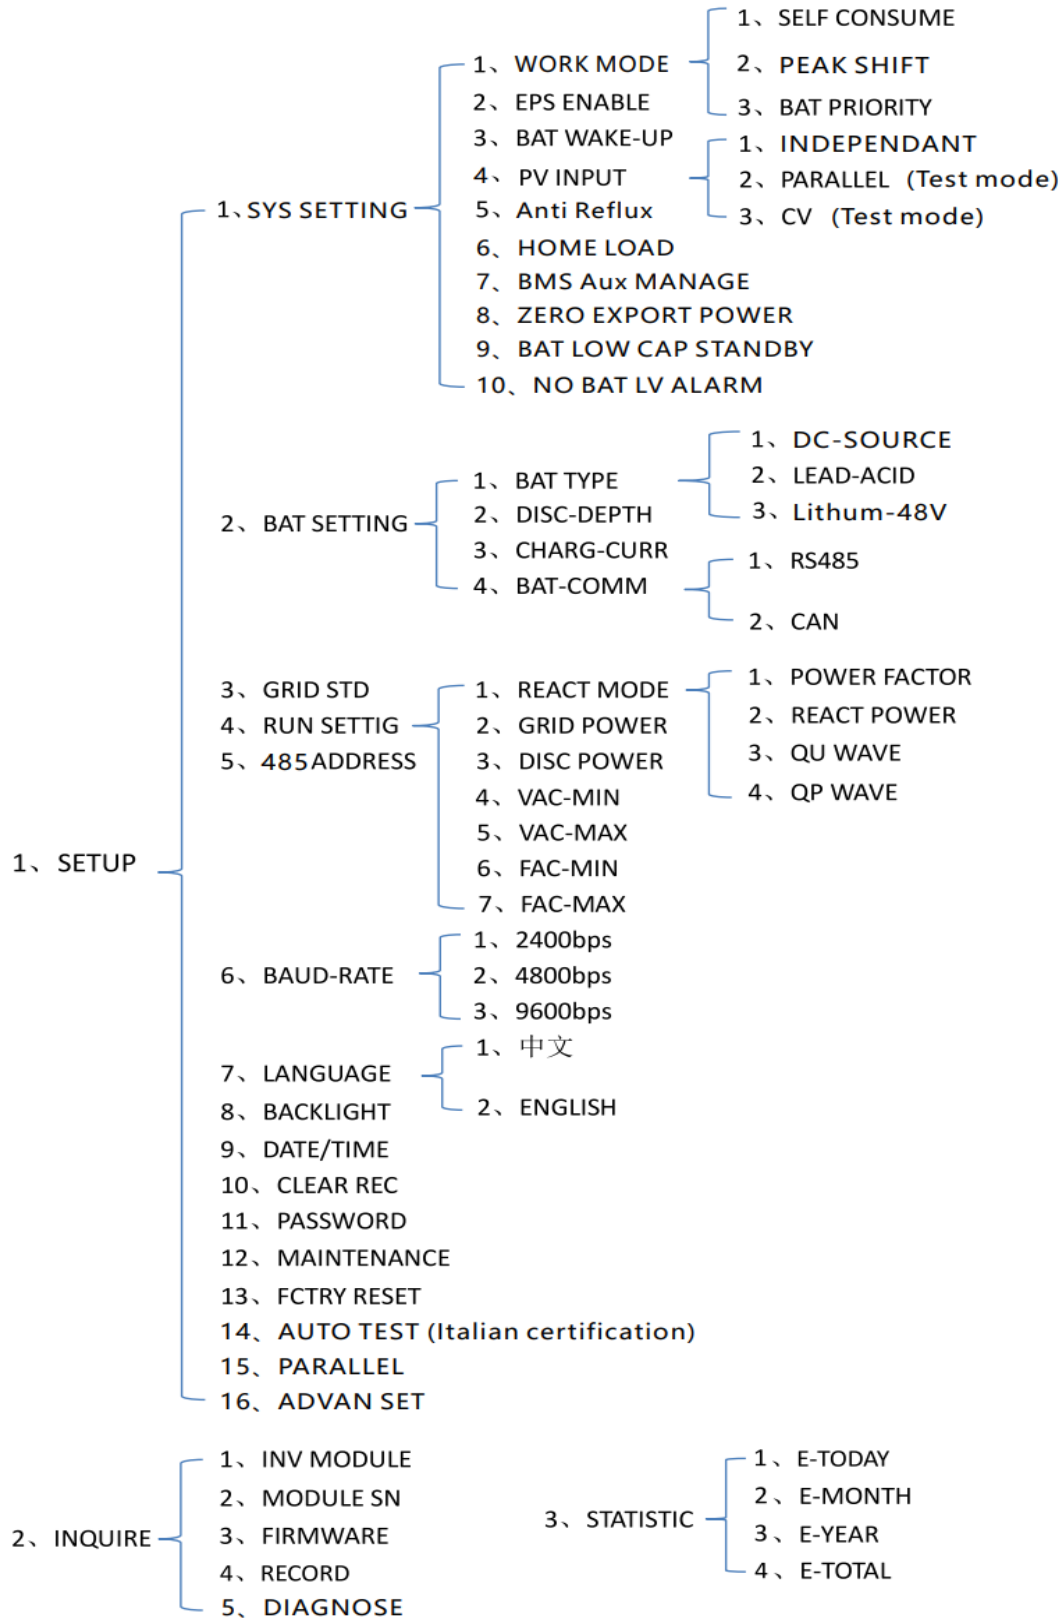 1、SETUP
1、SYS SETTING
1、WORK MODE
1、SELF CONSUME
2、PEAK SHIFT
3、BAT PRIORITY
2、EPS ENABLE
3、BAT WAKE-UP
4、PV INPUT
1、INDEPENDANT
2、PARALLEL (Test mode)
3、CV (Test mode)
5、Anti Reflux
6、HOME LOAD
7、BMS Aux MANAGE
8、ZERO EXPORT POWER
9、BAT LOW CAP STANDBY
10、NO BAT LV ALARM
2、BAT SETTING
1、BAT TYPE
1、DC-SOURCE
2、LEAD-ACID
3、Lithum-48V
2、DISC-DEPTH
3、CHARG-CURR
4、BAT-COMM
1、RS485
2、CAN
3、GRID STD
4、RUN SETTIG
1、REACT MODE
1、POWER FACTOR
2、REACT POWER
3、QU WAVE
4、QP WAVE
2、GRID POWER
3、DISC POWER
4、VAC-MIN
5、VAC-MAX
6、FAC-MIN
7、FAC-MAX
5、485ADDRESS
6、BAUD-RATE
1、2400bps
2、4800bps
3、9600bps
7、LANGUAGE
1、中文
2、ENGLISH
8、BACKLIGHT
9、DATE/TIME
10、CLEAR REC
11、PASSWORD
12、MAINTENANCE
13、FCTRY RESET
14、AUTO TEST (Italian certification)
15、PARALLEL
16、ADVAN SET
2、INQUIRE
1、INV MODULE
2、MODULE SN
3、FIRMWARE
4、RECORD
5、DIAGNOSE
3、STATISTIC
1、E-TODAY
2、E-MONTH
3、E-YEAR
4、E-TOTAL